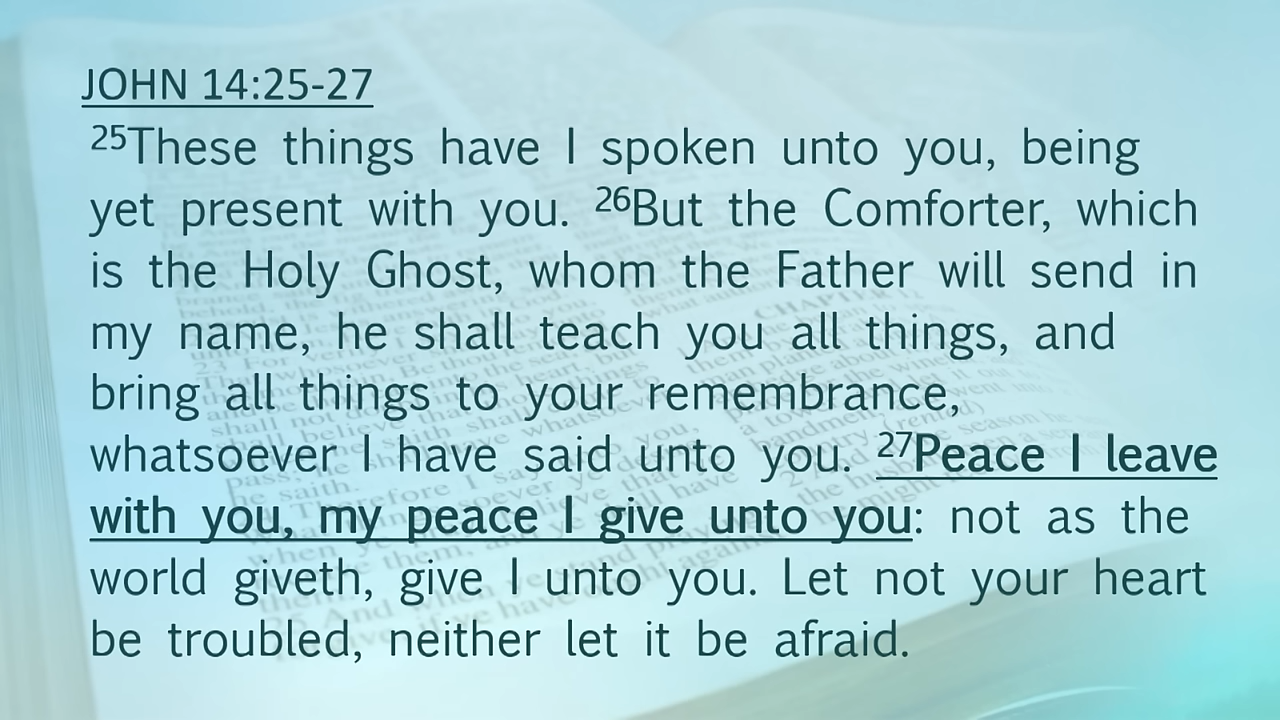 JOHN 14:25-27
²⁵These things have I spoken unto you, being
yet present with you. ²⁶But the Comforter, which
is the Holy Ghost, whom the Father will send in
my name, he shall teach you all things, and
bring all things to your remembrance,
whatsoever I have said unto you. ²⁷Peace I leave
with you, my peace I give unto you: not as the
world giveth, give I unto you. Let not your heart
be troubled, neither let it be afraid.